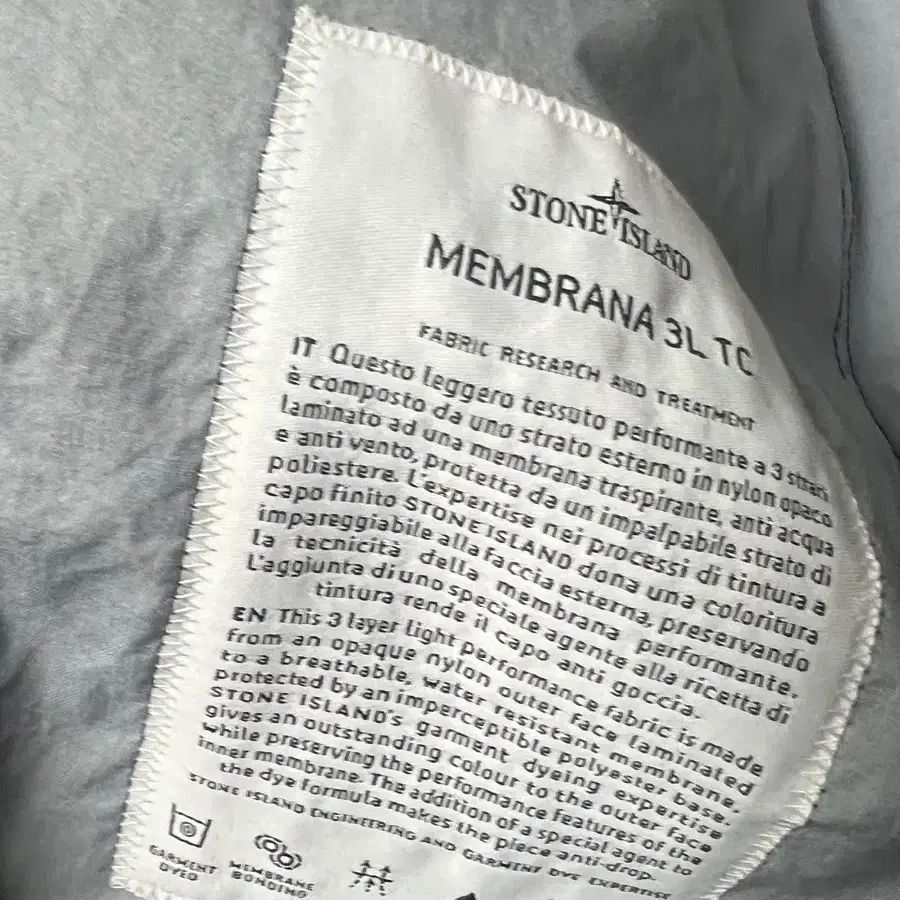 STONE ISLAND
MEMBRANA 3L TC
FABRIC RESEARCH AND TREATMENT
IT Questo leggero tessuto performante a 3 strati
è composto da uno strato esterno in nylon opaco
laminato ad una membrana traspirante, anti acqua
e anti vento, protetta da un impalpabile strato di
poliestere. L'expertise nei processi di tintura a
capo finito STONE ISLAND dona una coloritura
impareggiabile alla faccia esterna, preservando
la tecnicità della membrana performante.
L'aggiunta di uno speciale agente alla ricetta di
tintura rende il capo anti goccia.
EN This 3 layer light performance fabric is made
from an opaque nylon outer face laminated
to a breathable, water resistant membrane,
protected by an imperceptible polyester base.
STONE ISLAND's garment dyeing expertise
gives an outstanding colour to the outer face
while preserving the performance features of the
inner membrane. The addition of a special agent to
the dye formula makes the piece anti-drop.
STONE ISLAND ENGINEERING AND GARMENT DYE EXPERTISE
GARMENT DYED
MEMBRANE BONDING